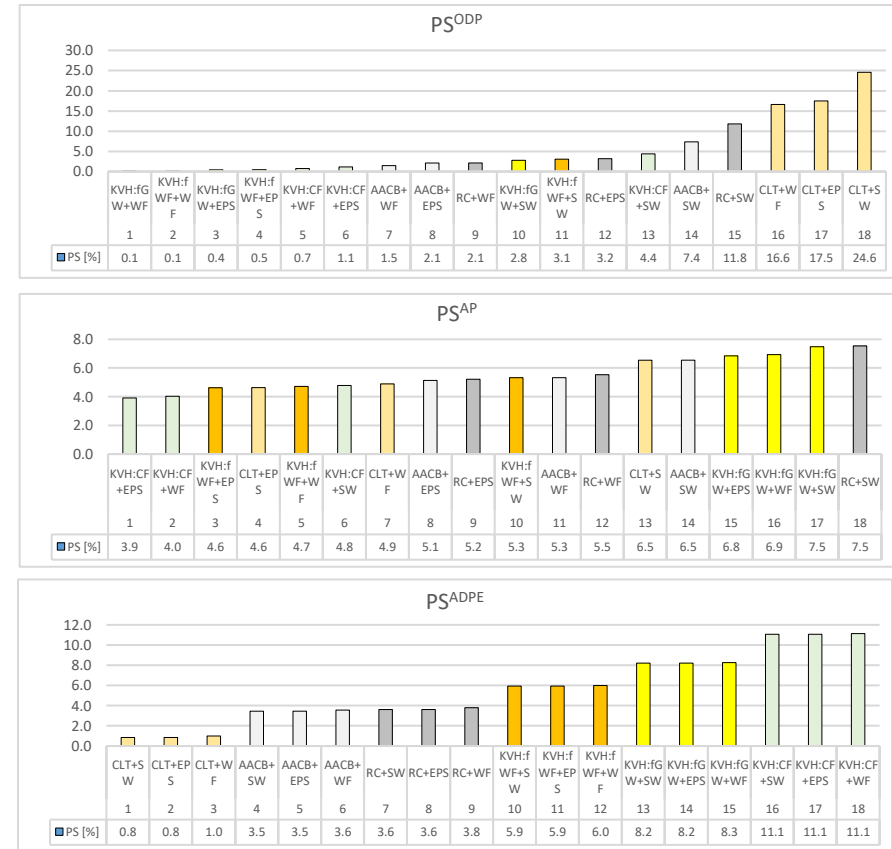 PS^ODP
30.0
25.0
20.0
15.0
10.0
5.0
0.0
KVH:fG KVH:f KVH:fG KVH:f KVH:CF KVH:CF AACB+ AACB+ RC+WF KVH:fG KVH:f RC+EPS KVH:CF AACB+ RC+SW CLT+W CLT+EP CLT+S
W+WF WF+W W+EPS WF+EP +WF +EPS WF EPS W+SW WF+S +SW SW F S W
F S W
1 2 3 4 5 6 7 8 9 10 11 12 13 14 15 16 17 18
PS [%] 0.1 0.1 0.4 0.5 0.7 1.1 1.5 2.1 2.1 2.8 3.1 3.2 4.4 7.4 11.8 16.6 17.5 24.6
PS^AP
8.0
6.0
4.0
2.0
0.0
KVH:CF KVH:CF KVH:f CLT+EP KVH:f KVH:CF CLT+W AACB+ RC+EPS KVH:f AACB+ RC+WF CLT+S AACB+ KVH:fG KVH:fG KVH:fG RC+SW
+EPS +WF WF+EP S WF+W +SW F EPS WF+S WF W SW W+EPS W+WF W+SW
S F W
1 2 3 4 5 6 7 8 9 10 11 12 13 14 15 16 17 18
PS [%] 3.9 4.0 4.6 4.6 4.7 4.8 4.9 5.1 5.2 5.3 5.3 5.5 6.5 6.5 6.8 6.9 7.5 7.5
PS^ADPE
12.0
10.0
8.0
6.0
4.0
2.0
0.0
CLT+S CLT+EP CLT+W AACB+ AACB+ AACB+ RC+SW RC+EPS RC+WF KVH:f KVH:f KVH:f KVH:fG KVH:fG KVH:fG KVH:CF KVH:CF KVH:CF
W S F SW EPS WF WF+S WF+EP WF+W W+SW W+EPS W+WF +SW +EPS +WF
W S F
1 2 3 4 5 6 7 8 9 10 11 12 13 14 15 16 17 18
PS [%] 0.8 0.8 1.0 3.5 3.5 3.6 3.6 3.6 3.8 5.9 5.9 6.0 8.2 8.2 8.3 11.1 11.1 11.1